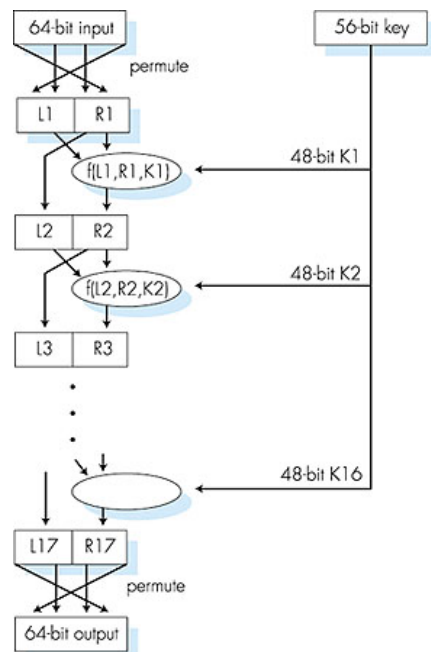 64-bit input
56-bit key
permute
L1 R1
f(L1,R1,K1)
48-bit K1
L2 R2
f(L2,R2,K2)
48-bit K2
L3 R3
48-bit K16
L17 R17
permute
64-bit output